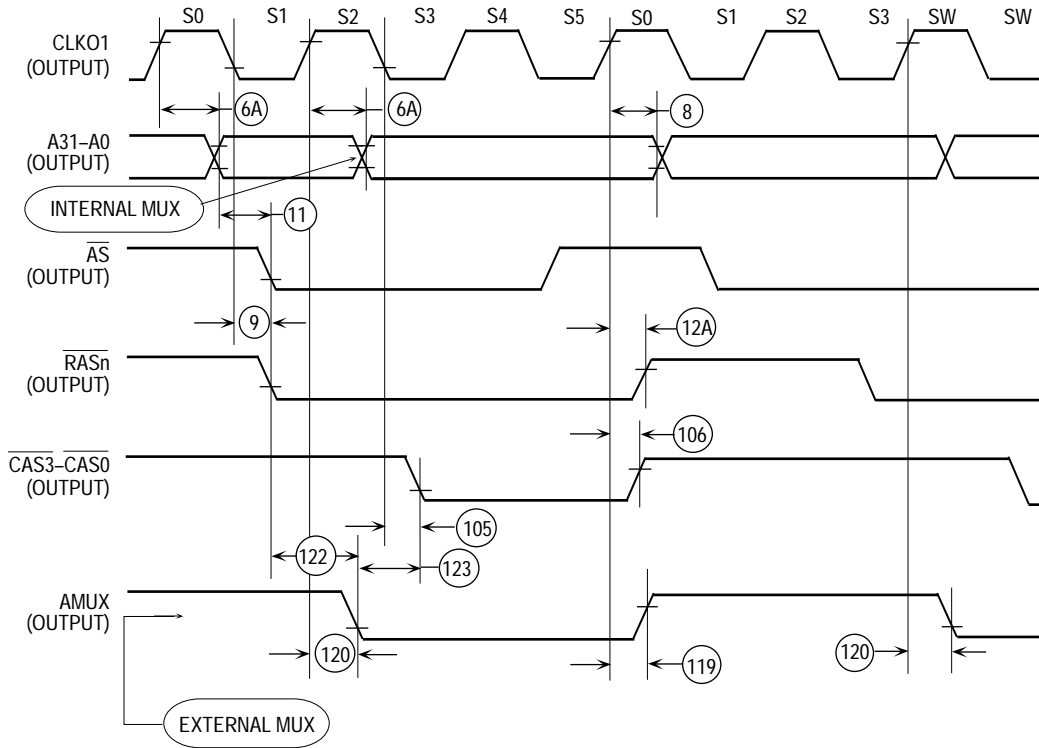 S0 S1 S2 S3 S4 S5 S0 S1 S2 S3 SW SW
CLKO1
(OUTPUT)
6A 6A 8
A31–A0
(OUTPUT)
INTERNAL MUX
11
AS
(OUTPUT)
9
12A
RASn
(OUTPUT)
106
CAS3–CAS0
(OUTPUT)
105
122
123
AMUX
(OUTPUT)
120
119
120
EXTERNAL MUX